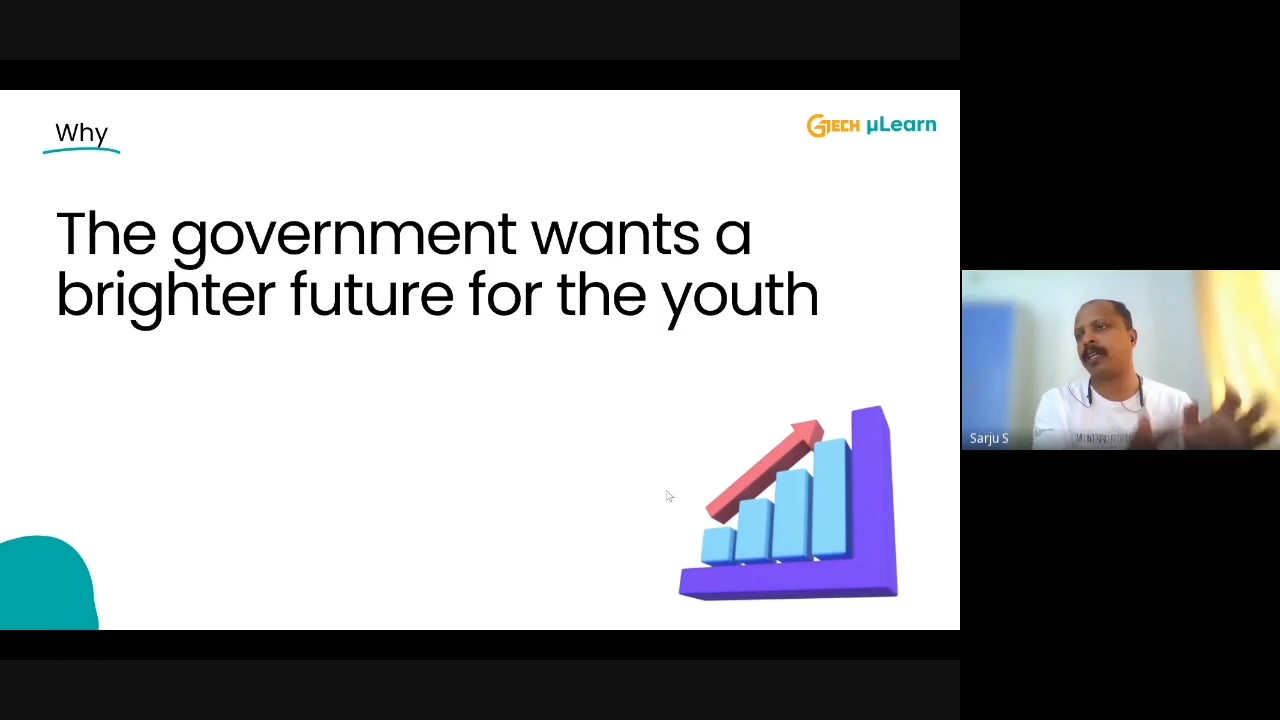 Why
GTECH µLearn
The government wants a
brighter future for the youth
Sarju S